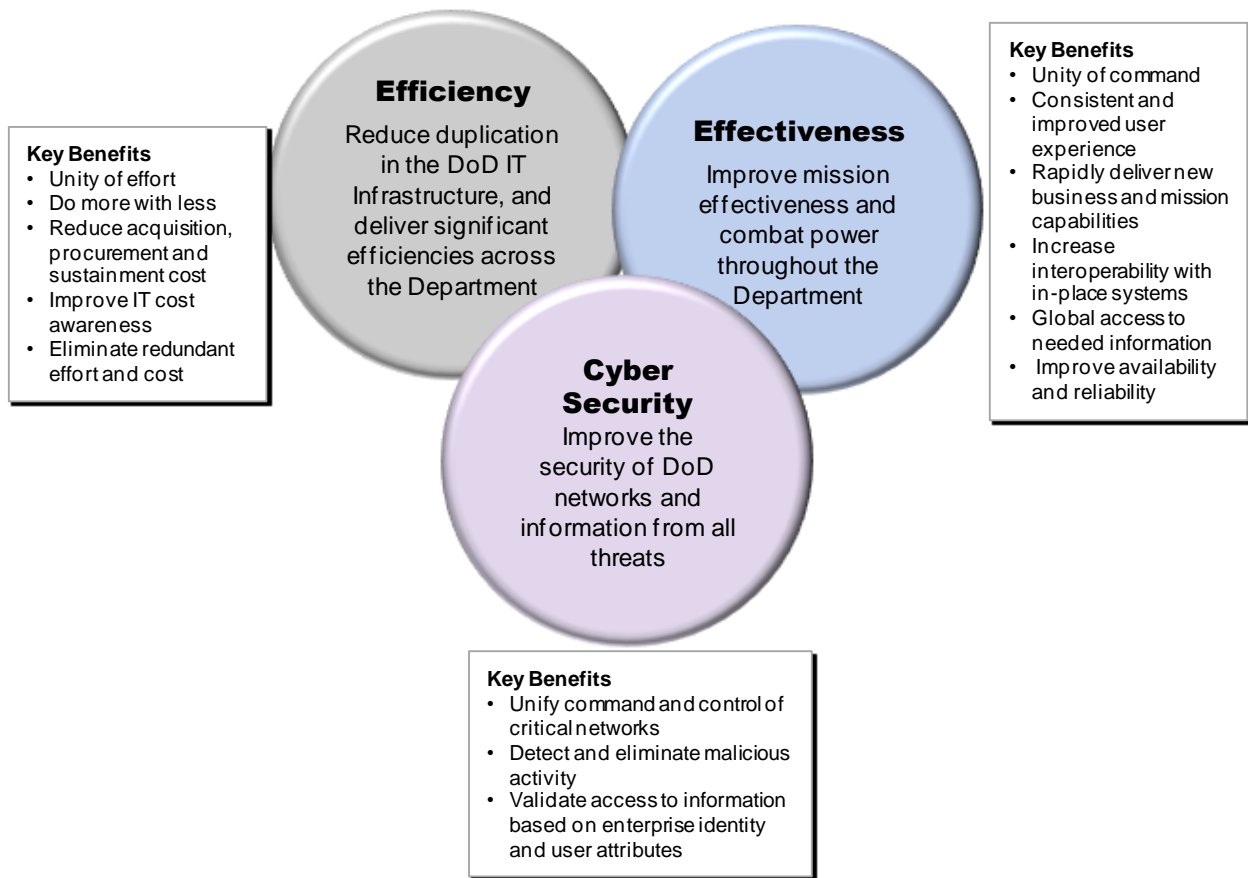 Efficiency
Reduce duplication
in the DoD IT
Infrastructure, and
deliver significant
efficiencies across
the Department
Key Benefits
• Unity of effort
• Do more with less
• Reduce acquisition,
procurement and
sustainment cost
• Improve IT cost
awareness
• Eliminate redundant
effort and cost
Effectiveness
Improve mission
effectiveness and
combat power
throughout the
Department
Key Benefits
• Unity of command
• Consistent and
improved user
experience
• Rapidly deliver new
business and mission
capabilities
• Increase
interoperability with
in-place systems
• Global access to
needed information
• Improve availability
and reliability
Cyber
Security
Improve the
security of DoD
networks and
information from all
threats
Key Benefits
• Unify command and control of
critical networks
• Detect and eliminate malicious
activity
• Validate access to information
based on enterprise identity
and user attributes